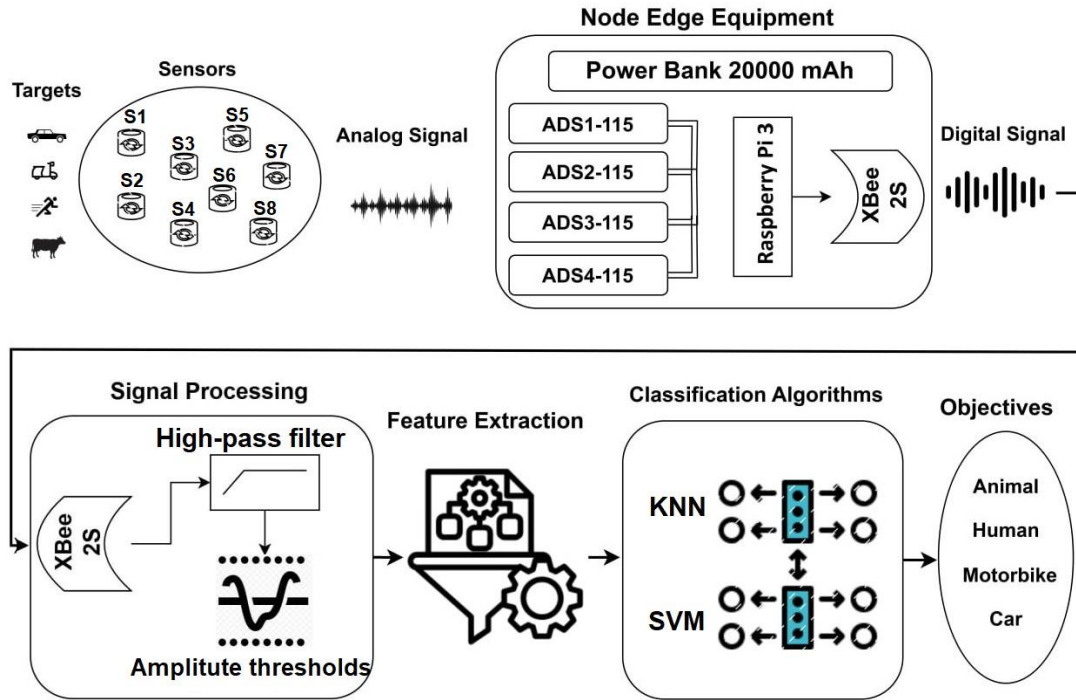 Node Edge Equipment
Power Bank 20000 mAh
Sensors
Targets
S1
S5
S3
S7
S2
S6
S4
S8
Analog Signal
ADS1-115
ADS2-115
ADS3-115
ADS4-115
Raspberry Pi 3
XBee
2S
Digital Signal
Signal Processing
High-pass filter
XBee
2S
Amplitute thresholds
Feature Extraction
Classification Algorithms
KNN
SVM
Objectives
Animal
Human
Motorbike
Car